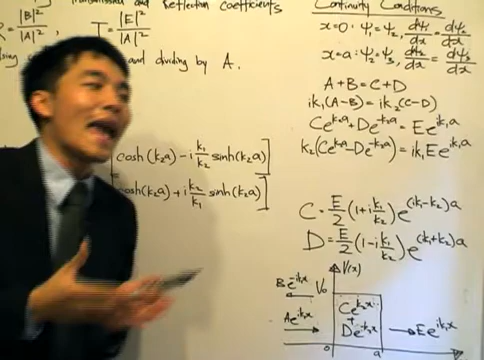 Transmission and Reflection coefficients
R = |B|²/|A|², T = |E|²/|A|²
and dividing by A.
cosh(k₂a) - i k₁/k₂ sinh(k₂a)]
cosh(k₂a) + i k₂/k₁ sinh(k₂a)]
Continuity Conditions
x=0: Ψ₁=Ψ₂, dΨ₁/dx = dΨ₂/dx
x=a: Ψ₂=Ψ₃, dΨ₂/dx = dΨ₃/dx
A+B = C+D
ik₁(A-B) = ik₂(C-D)
Ce^{k₂a}+De^{-k₂a} = Ee^{ik₁a}
k₂(Ce^{k₂a}-De^{-k₂a}) = ik₁Ee^{ik₁a}
C = E/2 (1+i k₁/k₂) e^{(ik₁-k₂)a}
D = E/2 (1-i k₁/k₂) e^{(ik₁+k₂)a}
V(x)
Be^{-ik₁x} V₀
Ce^{k₂x}
+
Ae^{ik₁x} De^{-k₂x} Ee^{ik₁x}
0 a